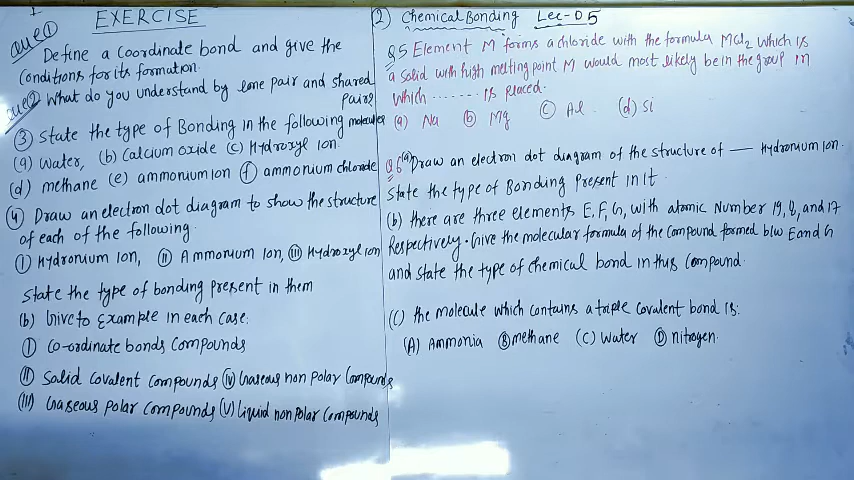 EXERCISE
Que ①
Define a Coordinate bond and give the
Conditions for its formation.
Que ② What do you understand by lone pair and shared
pairs
③ State the type of Bonding in the following molecules
(a) Water, (b) Calcium oxide (c) Hydroxyl Ion.
(d) methane (e) ammonium Ion (f) ammonium chloride
④ Draw an electron dot diagram to show the structure
of each of the following.
(I) Hydronium Ion, (II) Ammonium Ion, (III) Hydroxyl Ion
State the type of bonding present in them
(b) Give to Example in each case:
(I) Co-ordinate bonds Compounds
(II) Solid Covalent Compounds (IV) Gaseous non Polar Compounds
(III) Gaseous Polar Compounds (V) Liquid non Polar Compounds
② Chemical Bonding Lec-05
Q5 Element M forms a chloride with the formula MCl2 which is
a solid with high melting point M would most likely be in the group in
which ....... is placed.
(a) Na (b) Mg (c) Al. (d) Si
Q6 (a) Draw an electron dot diagram of the structure of — Hydronium Ion.
State the type of Bonding Present in It.
(b) there are three elements E, F, G, with atomic Number 19, 8, and 17
Respectively. Give the molecular formula of the Compound formed b/w E and G
and state the type of chemical bond in this Compound.
(C) the molecule which contains a triple covalent bond is:
(A) Ammonia (B) methane (C) Water (D) nitrogen.